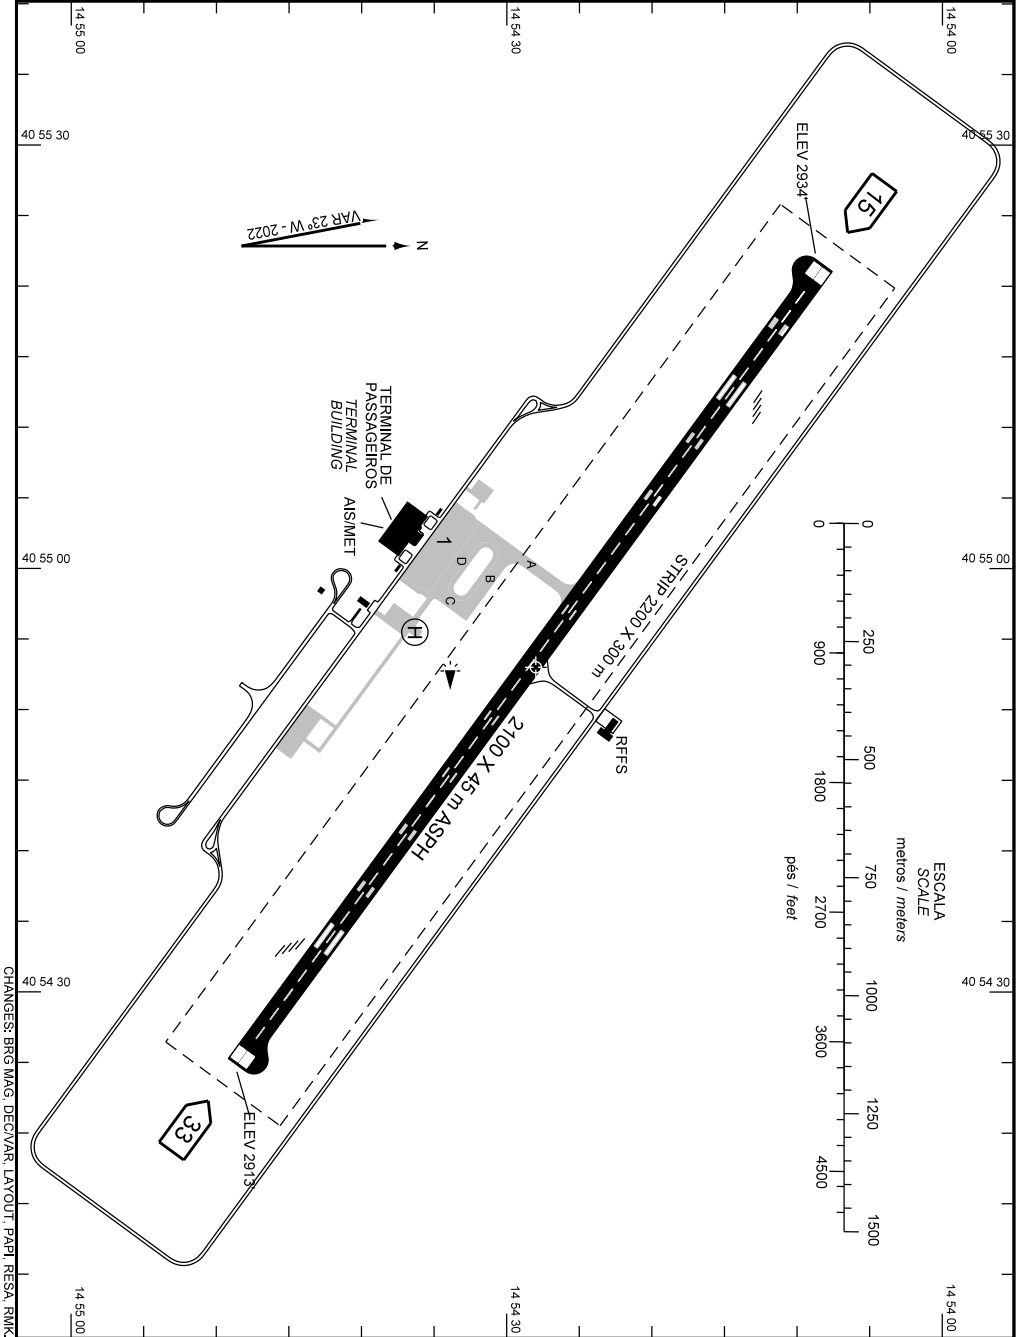 14 55 00
14 54 30
14 54 00
40 55 30
40 55 30
ELEV 2934'
15
VAR 23º W - 2022
N
TERMINAL DE
PASSAGEIROS
TERMINAL
BUILDING
AIS/MET
1
D
B
C
A
H
STRIP 2200 X 300 m
2100 X 45 m ASPH
RFFS
40 55 00
40 55 00
ESCALA
SCALE
metros / meters
0
250
500
750
1000
1250
1500
0
900
1800
2700
3600
4500
pés / feet
40 54 30
40 54 30
ELEV 2913'
33
14 55 00
14 54 30
14 54 00
CHANGES: BRG MAG, DEC/VAR, LAYOUT, PAPI, RESA, RMK.